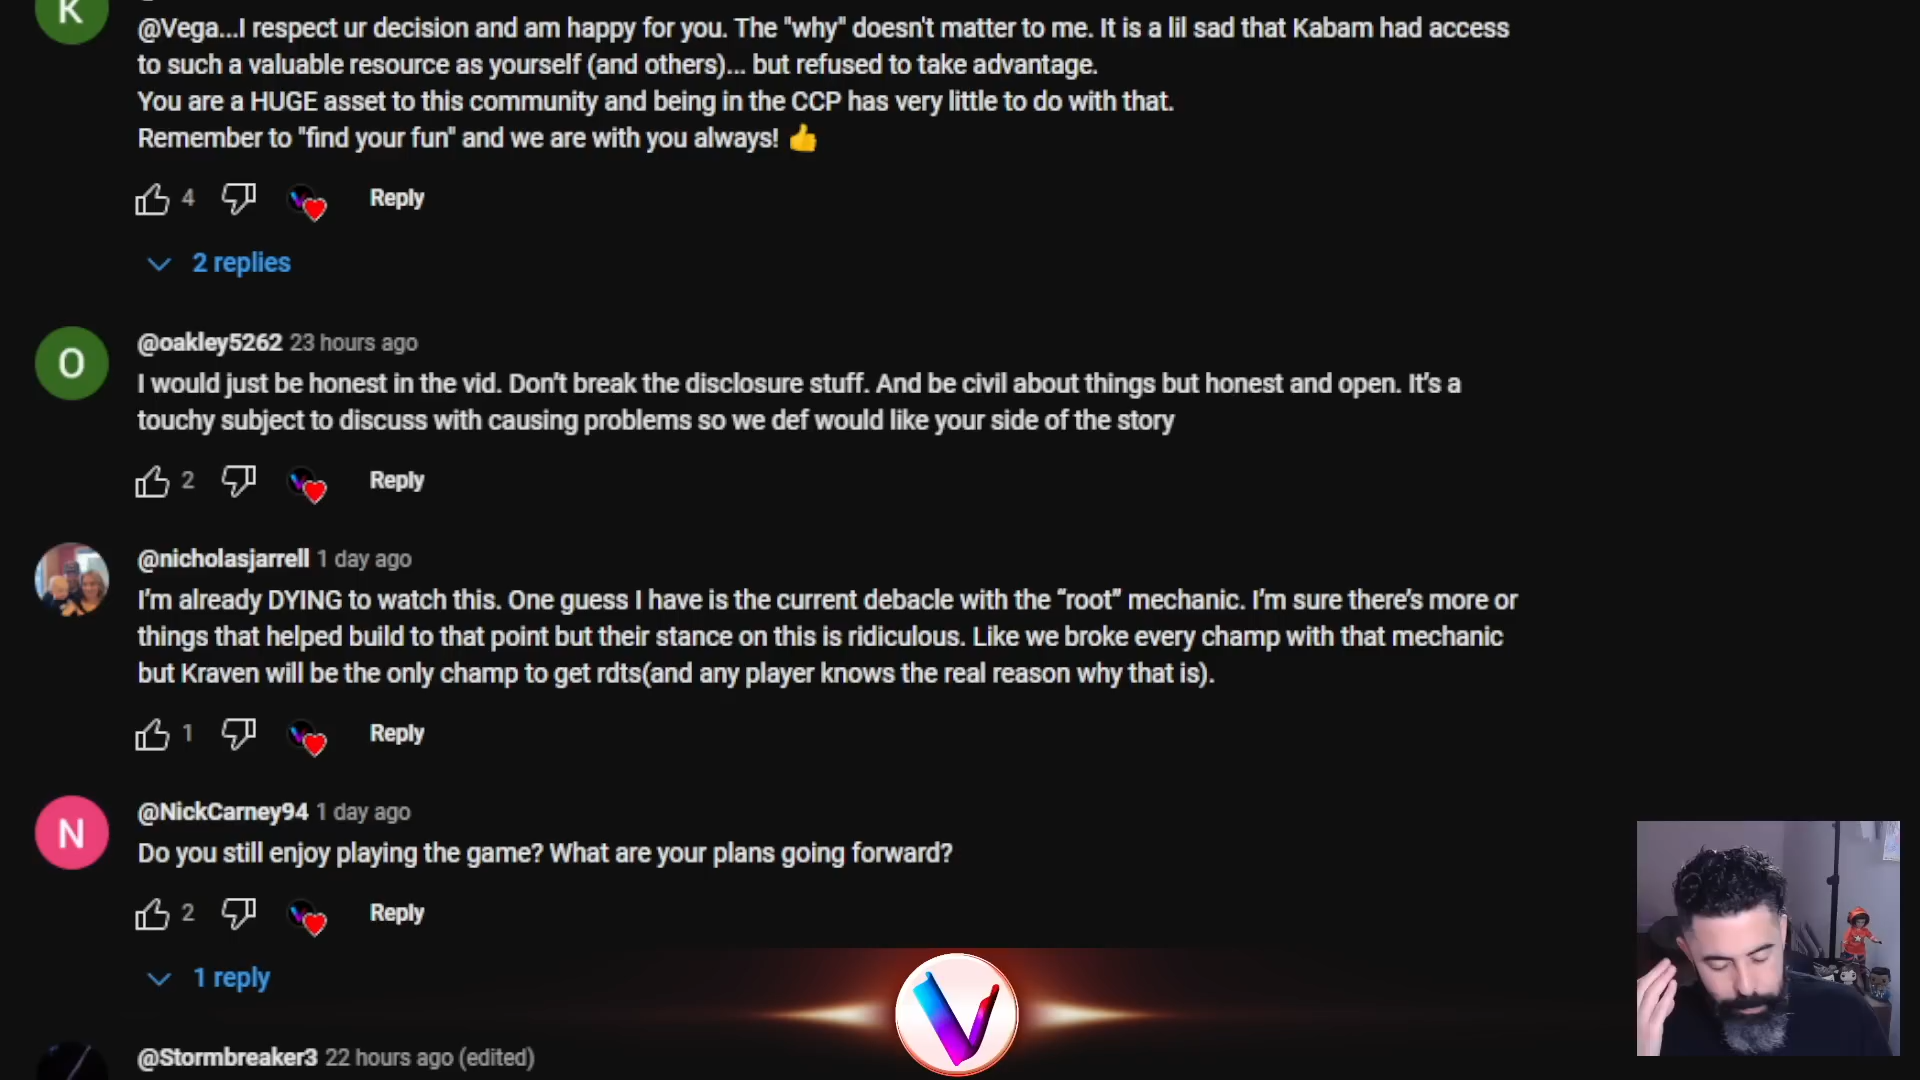 K
@Vega...I respect ur decision and am happy for you. The "why" doesn't matter to me. It is a lil sad that Kabam had access
to such a valuable resource as yourself (and others)... but refused to take advantage.
You are a HUGE asset to this community and being in the CCP has very little to do with that.
Remember to "find your fun" and we are with you always! 👍
4 Reply
2 replies
O
@oakley5262 23 hours ago
I would just be honest in the vid. Don't break the disclosure stuff. And be civil about things but honest and open. It's a
touchy subject to discuss with causing problems so we def would like your side of the story
2 Reply
@nicholasjarrell 1 day ago
I'm already DYING to watch this. One guess I have is the current debacle with the “root” mechanic. I'm sure there's more or
things that helped build to that point but their stance on this is ridiculous. Like we broke every champ with that mechanic
but Kraven will be the only champ to get rdts(and any player knows the real reason why that is).
1 Reply
N
@NickCarney94 1 day ago
Do you still enjoy playing the game? What are your plans going forward?
2 Reply
1 reply
V
@Stormbreaker3 22 hours ago (edited)